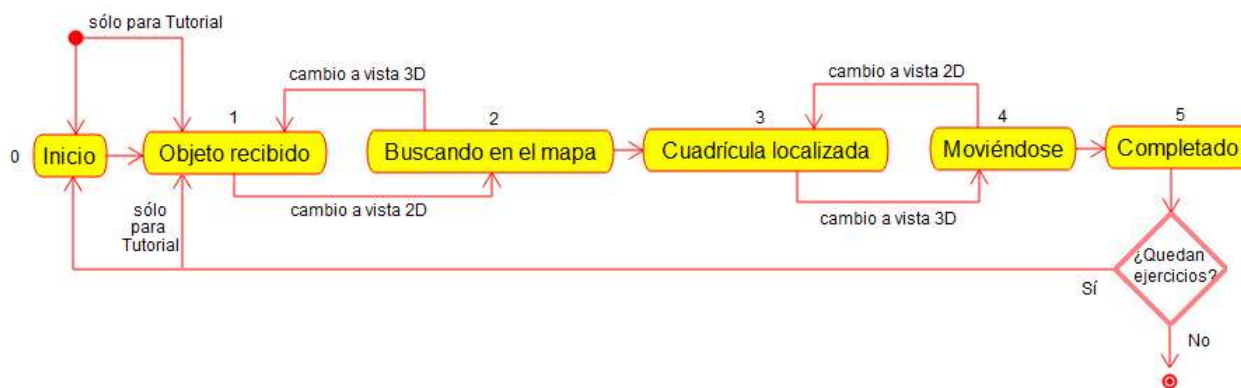 sólo para Tutorial
cambio a vista 3D
cambio a vista 2D
0
Inicio
1
Objeto recibido
2
Buscando en el mapa
3
Cuadrícula localizada
4
Moviéndose
5
Completado
sólo
para
Tutorial
cambio a vista 2D
cambio a vista 3D
¿Quedan
ejercicios?
Sí
No